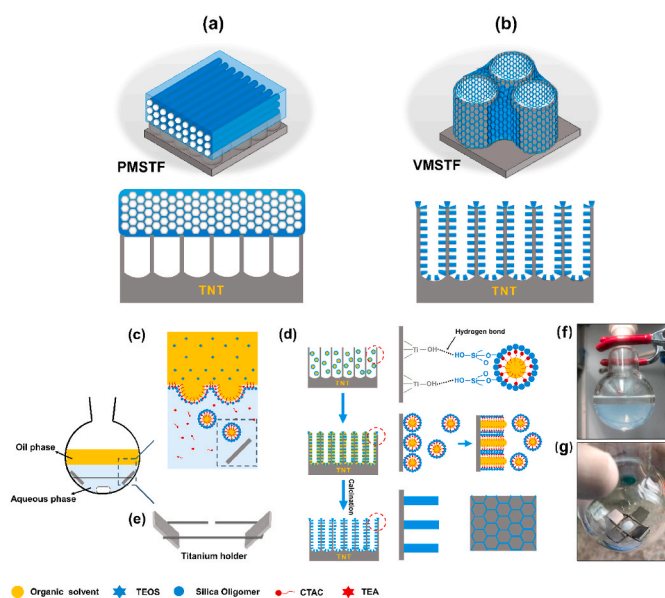 (a)
(b)
PMSTF
VMSTF
TNT
TNT
(c)
(d)
(f)
Hydrogen bond
Ti OH
HO-Si
O
O
TNT
Ti OH
HO-Si
O
O
Oil phase
TNT
(g)
Aqueous phase
Calcination
(e)
Titanium holder
TNT
Organic solvent
TEOS
Silica Oligomer
CTAC
TEA